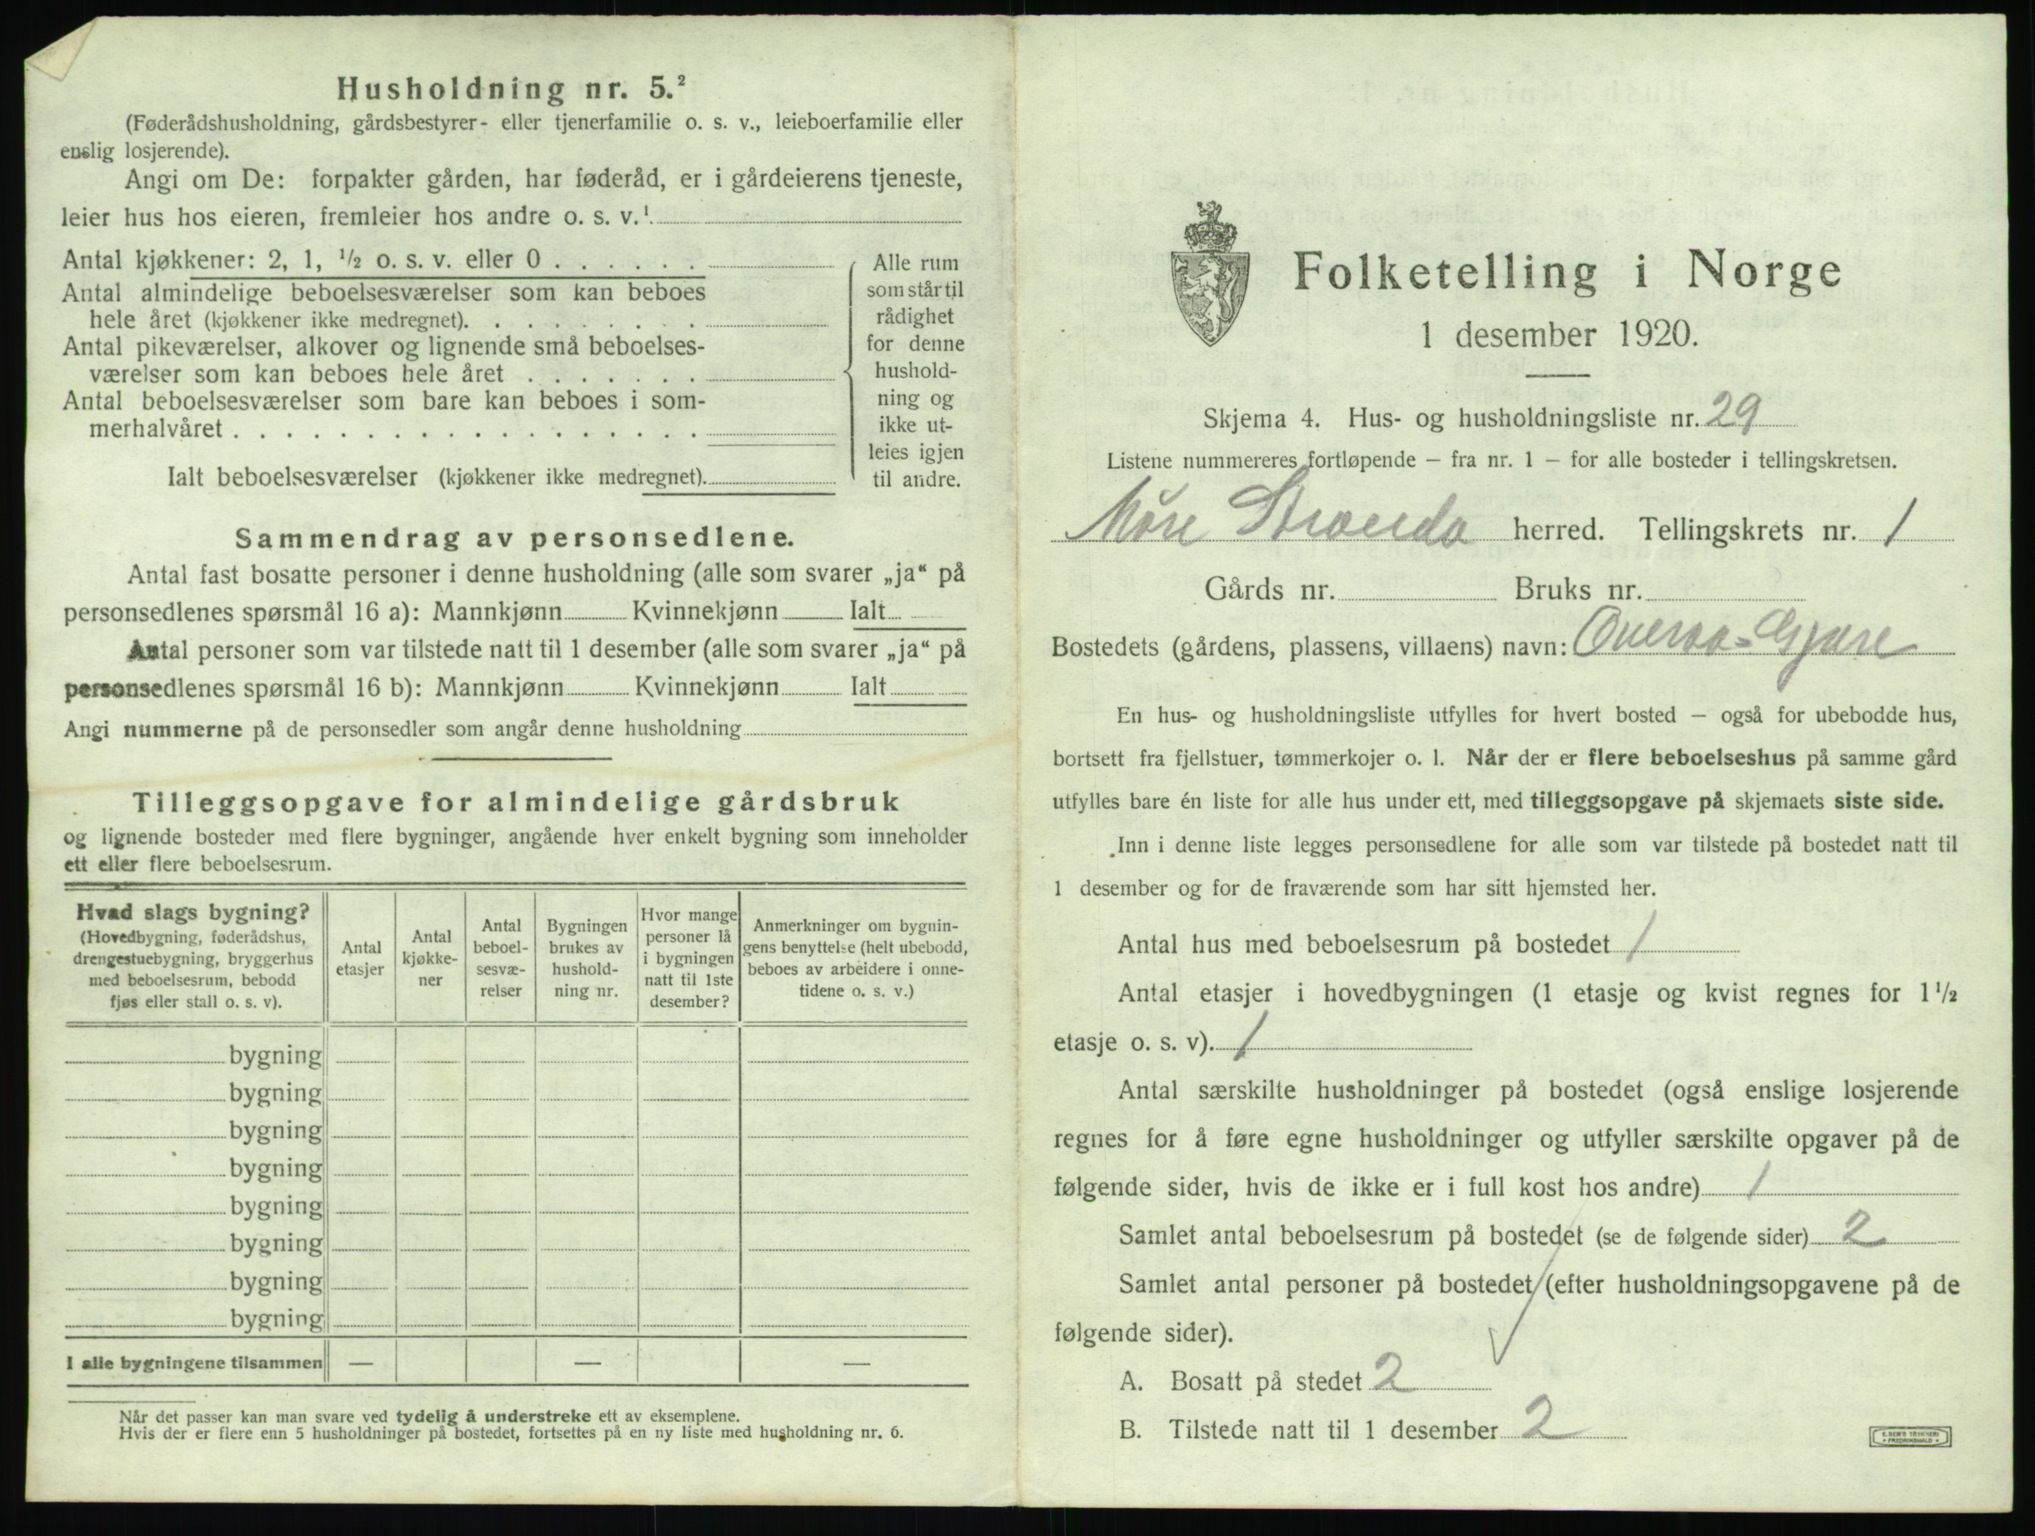 Husholdning nr. 5.²
(Føderådshusholdning, gårdsbestyrer- eller tjenerfamilie o. s. v., leieboerfamilie eller
enslig losjerende).
Angi om De: forpakter gården, har føderåd, er i gårdeierens tjeneste,
leier hus hos eieren, fremleier hos andre o. s. v.¹
Antal kjøkkener: 2, 1, ½ o. s. v. eller 0 . . . . . .
Antal almindelige beboelsesværelser som kan beboes
hele året (kjøkkener ikke medregnet). . . . . . . . .
Antal pikeværelser, alkover og lignende små beboelses-
værelser som kan beboes hele året . . . . . . .
Antal beboelsesværelser som bare kan beboes i som-
merhalvåret . . . . . . . . . . . . . . . . . .
Ialt beboelsesværelser (kjøkkener ikke medregnet).
Alle rum
som står til
rådighet
for denne
hushold-
ning og
ikke ut-
leies igjen
til andre.
Sammendrag av personsedlene.
Antal fast bosatte personer i denne husholdning (alle som svarer „ja“ på
personsedlenes spørsmål 16 a): Mannkjønn Kvinnekjønn Ialt
Antal personer som var tilstede natt til 1 desember (alle som svarer „ja“ på
personsedlenes spørsmål 16 b): Mannkjønn Kvinnekjønn Ialt
Angi nummerne på de personsedler som angår denne husholdning
Tilleggsopgave for almindelige gårdsbruk
og lignende bosteder med flere bygninger, angående hver enkelt bygning som inneholder
ett eller flere beboelsesrum.
Hvad slags bygning?
(Hovedbygning, føderådshus,
drengestuebygning, bryggerhus
med beboelsesrum, bebodd
fjøs eller stall o. s. v).
Antal
etasjer
Antal
kjøkke-
ner
Antal
beboel-
sesvæ-
relser
Bygningen
brukes av
hushold-
ning nr.
Hvor mange
personer lå
i bygningen
natt til 1ste
desember?
Anmerkninger om bygnin-
gens benyttelse (helt ubebodd,
beboes av arbeidere i onne-
tidene o. s. v.)
bygning
bygning
bygning
bygning
bygning
bygning
bygning
bygning
I alle bygningene tilsammen — — —
Når det passer kan man svare ved tydelig å understreke ett av eksemplene.
Hvis der er flere enn 5 husholdninger på bostedet, fortsettes på en ny liste med husholdning nr. 6.
Folketelling i Norge
1 desember 1920.
Skjema 4. Hus- og husholdningsliste nr. 29
Listene nummereres fortløpende – fra nr. 1 – for alle bosteder i tellingskretsen.
Møre Stranda herred. Tellingskrets nr. 1
Gårds nr. Bruks nr.
Bostedets (gårdens, plassens, villaens) navn:
En hus- og husholdningsliste utfylles for hvert bosted – også for ubebodde hus,
bortsett fra fjellstuer, tømmerkojer o. l. Når der er flere beboelseshus på samme gård
utfylles bare én liste for alle hus under ett, med tilleggsopgave på skjemaets siste side.
Inn i denne liste legges personsedlene for alle som var tilstede på bostedet natt til
1 desember og for de fraværende som har sitt hjemsted her.
Antal hus med beboelsesrum på bostedet 1
Antal etasjer i hovedbygningen (1 etasje og kvist regnes for 1½
etasje o. s. v). 1
Antal særskilte husholdninger på bostedet (også enslige losjerende
regnes for å føre egne husholdninger og utfyller særskilte opgaver på de
følgende sider, hvis de ikke er i full kost hos andre) 1
Samlet antal beboelsesrum på bostedet (se de følgende sider) 2
Samlet antal personer på bostedet (efter husholdningsopgavene på de
følgende sider).
A. Bosatt på stedet 2
B. Tilstede natt til 1 desember 2